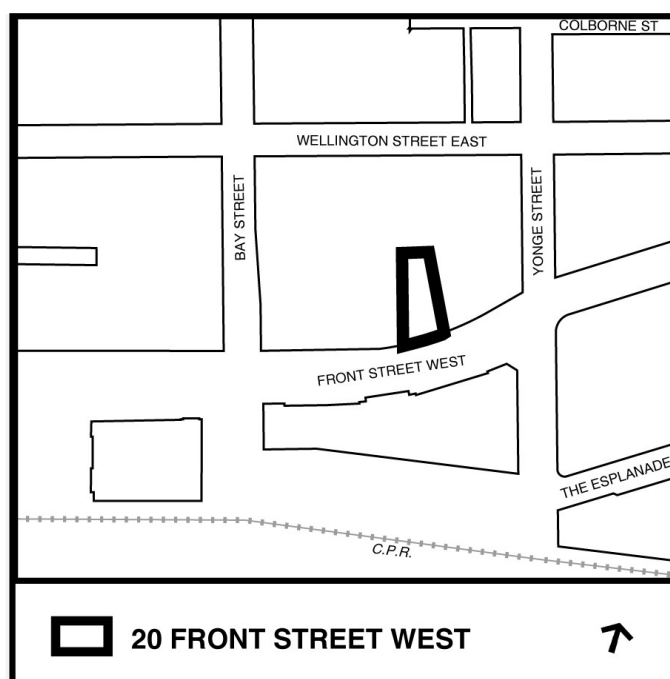 COLBORNE ST
WELLINGTON STREET EAST
BAY STREET
YONGE STREET
FRONT STREET WEST
THE ESPLANADE
C.P.R.
20 FRONT STREET WEST